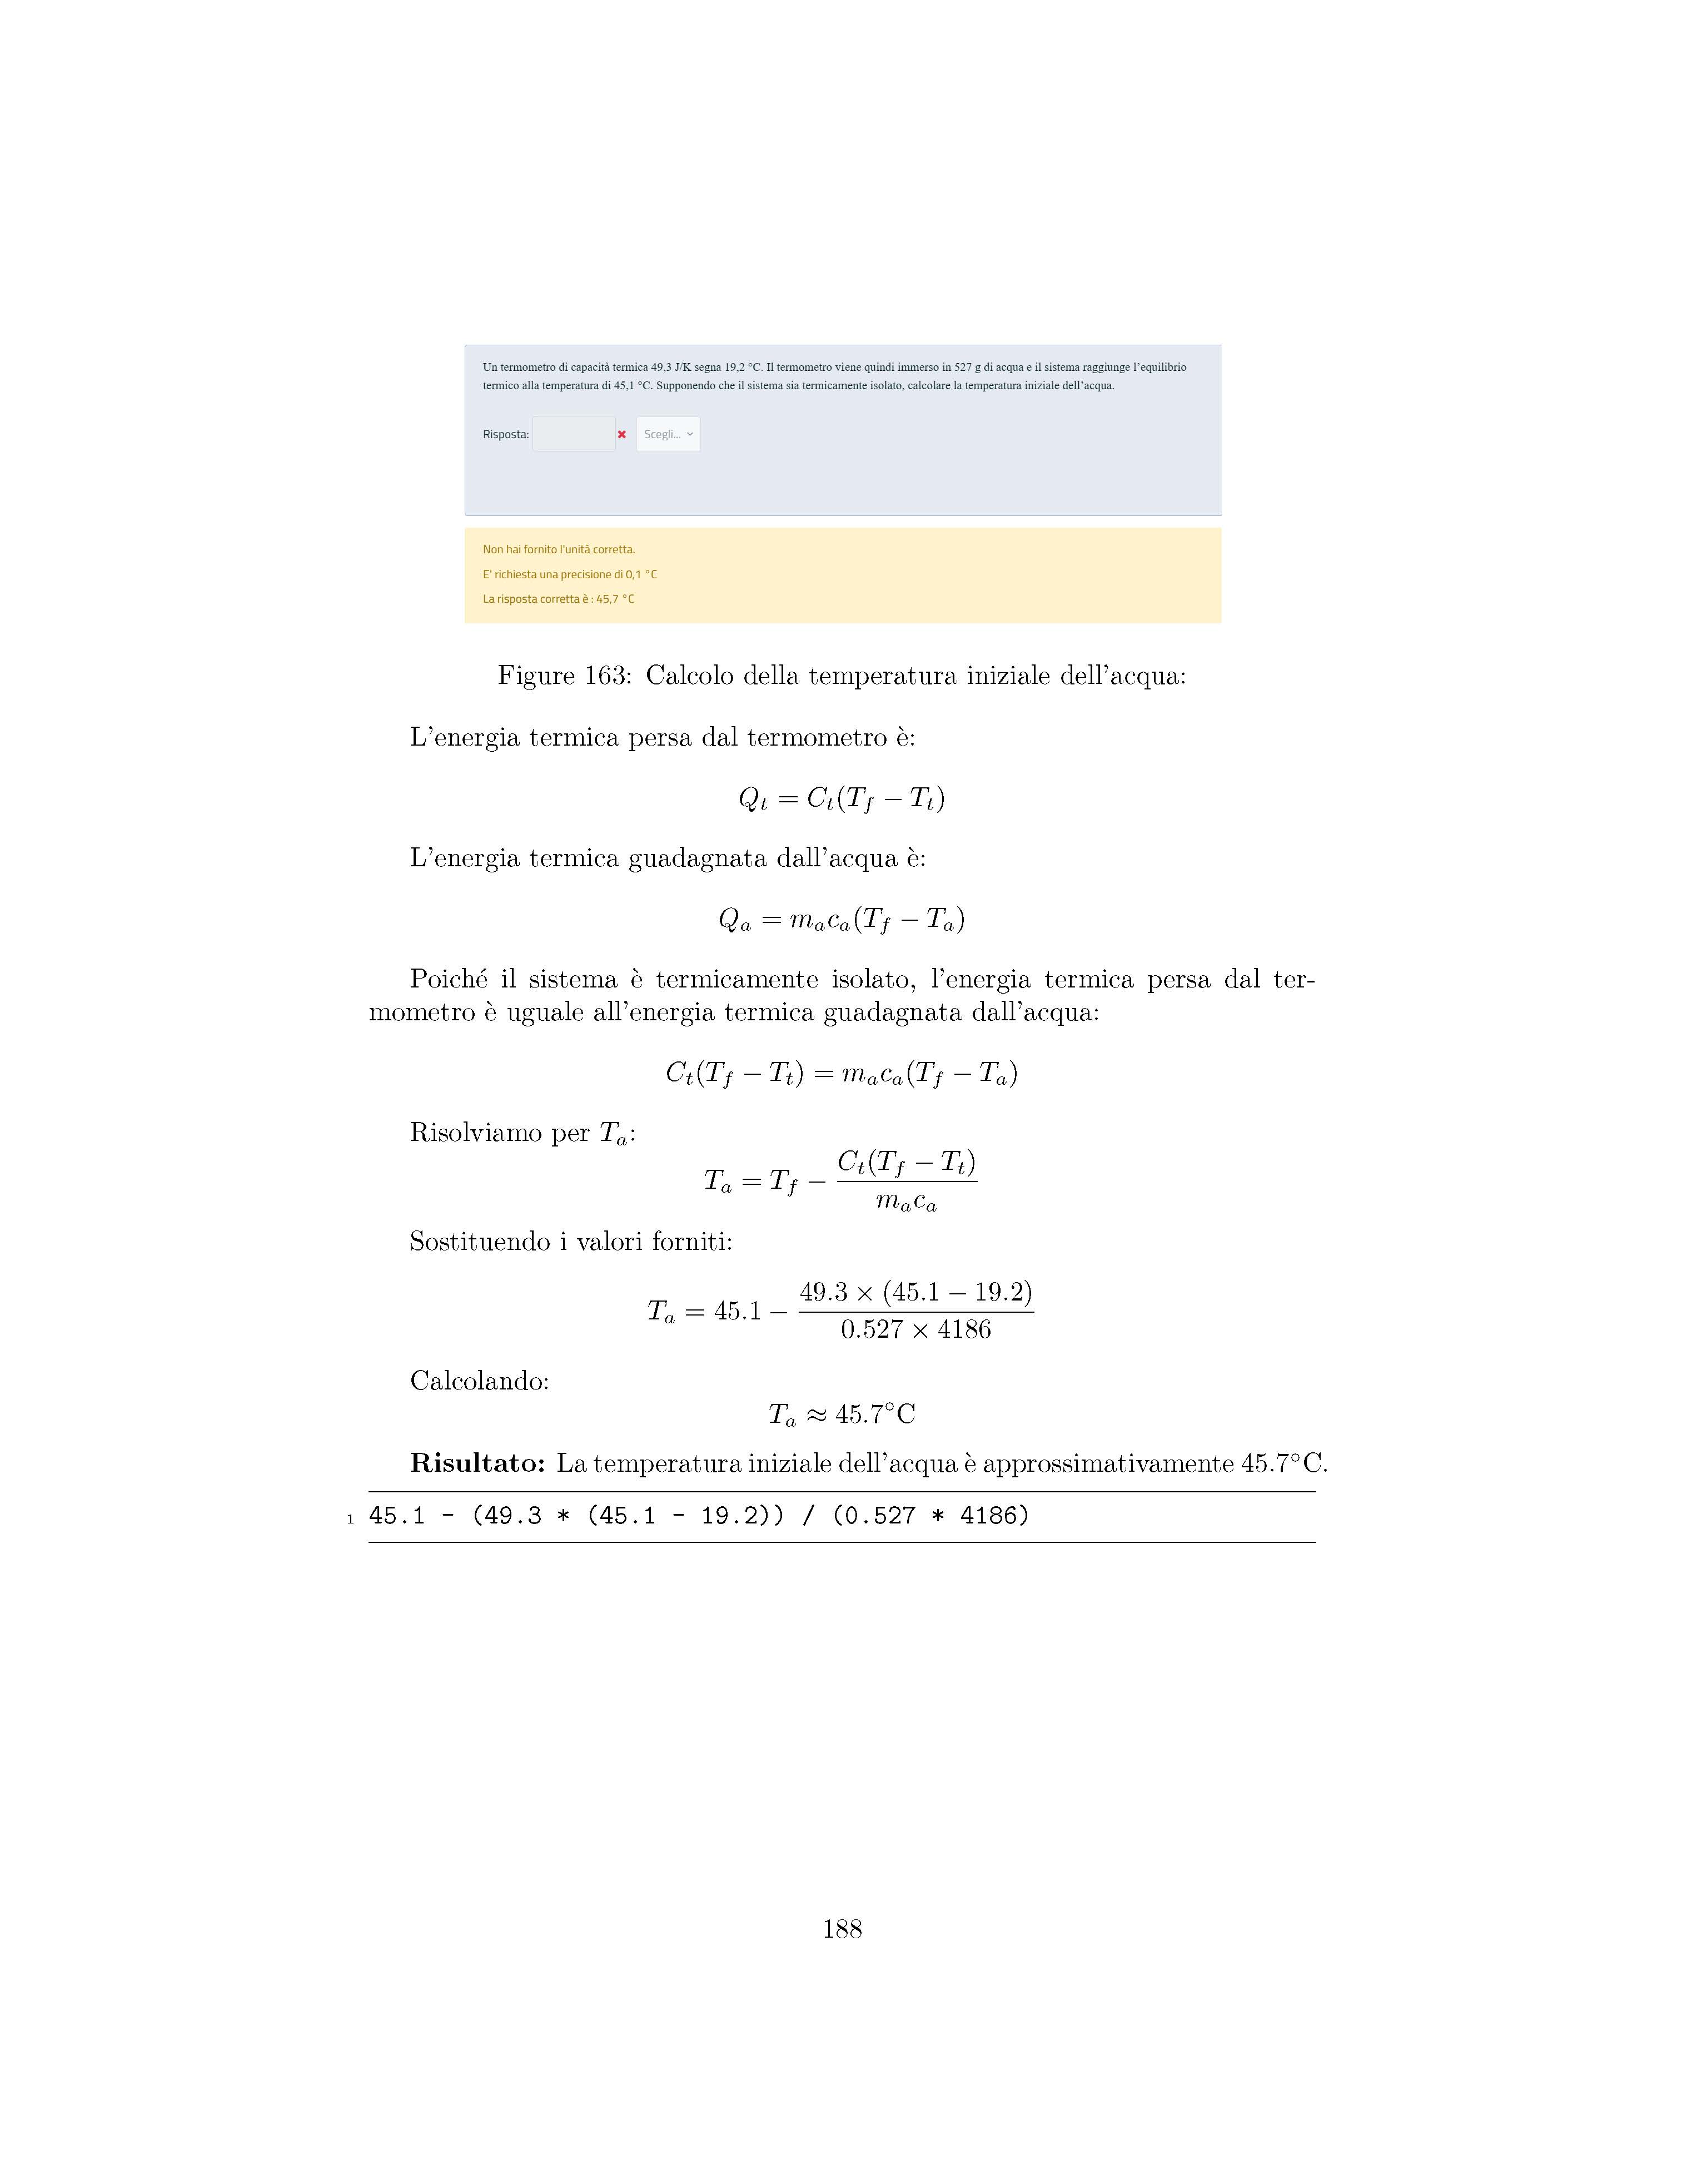 Un termometro di capacità termica 49,3 J/K segna 19,2 °C. Il termometro viene quindi immerso in 527 g di acqua e il sistema raggiunge l'equilibrio
termico alla temperatura di 45,1 °C. Supponendo che il sistema sia termicamente isolato, calcolare la temperatura iniziale dell'acqua.
Risposta: Scegli...
Non hai fornito l'unità corretta.
E' richiesta una precisione di 0,1 °C
La risposta corretta è : 45,7 °C
Figure 163: Calcolo della temperatura iniziale dell'acqua:
L'energia termica persa dal termometro è:
Q_t = C_t(T_f − T_t)
L'energia termica guadagnata dall'acqua è:
Q_a = m_a c_a(T_f − T_a)
Poiché il sistema è termicamente isolato, l'energia termica persa dal ter-
mometro è uguale all'energia termica guadagnata dall'acqua:
C_t(T_f − T_t) = m_a c_a(T_f − T_a)
Risolviamo per T_a:
T_a = T_f − \frac{C_t(T_f − T_t)}{m_a c_a}
Sostituendo i valori forniti:
T_a = 45.1 − \frac{49.3 × (45.1 − 19.2)}{0.527 × 4186}
Calcolando:
T_a ≈ 45.7°C
Risultato: La temperatura iniziale dell'acqua è approssimativamente 45.7°C.
1 45.1 - (49.3 * (45.1 - 19.2)) / (0.527 * 4186)
188